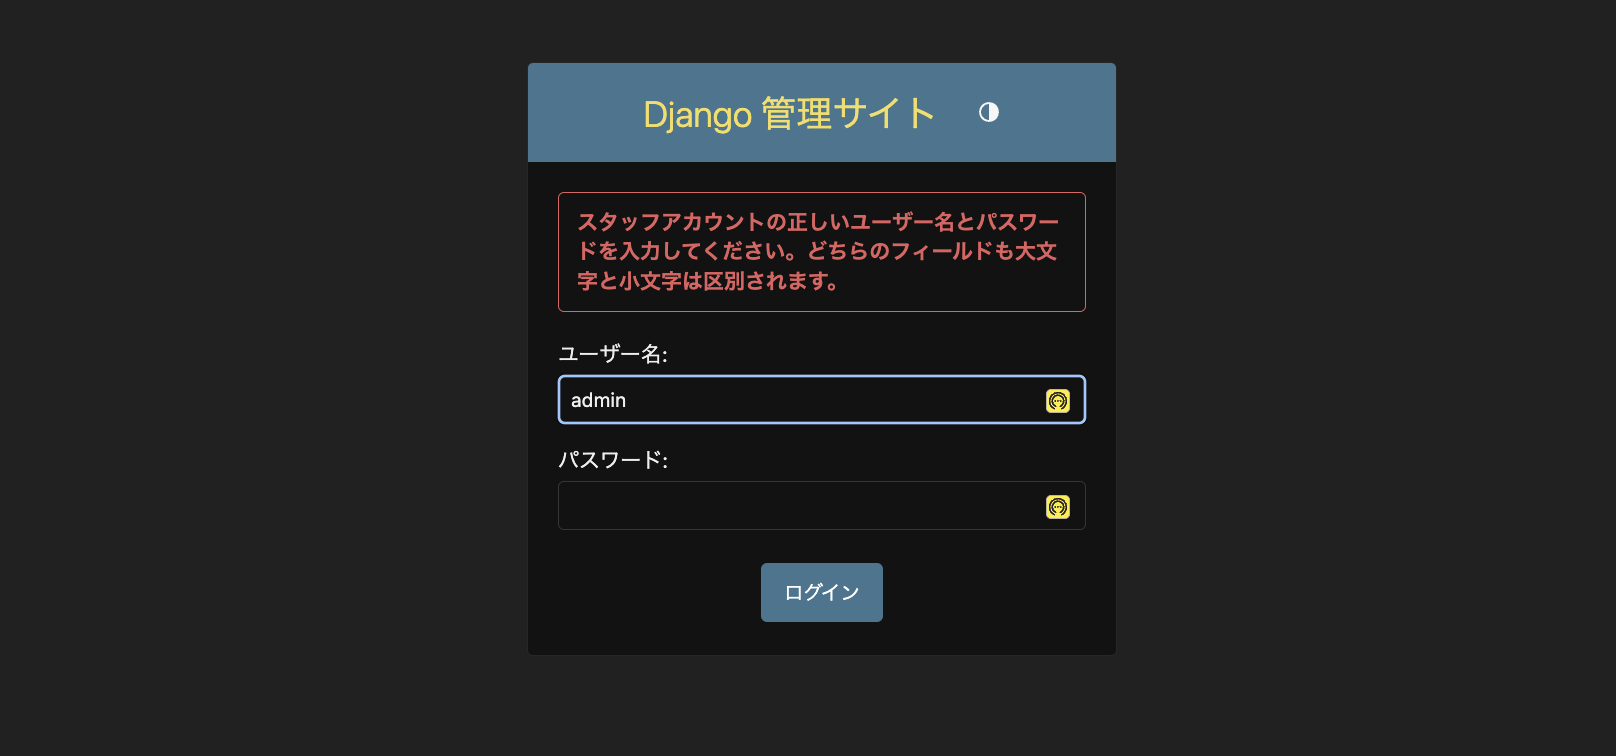 Django 管理サイト
スタッフアカウントの正しいユーザー名とパスワー
ドを入力してください。どちらのフィールドも大文
字と小文字は区別されます。
ユーザー名:
admin
パスワード:
ログイン